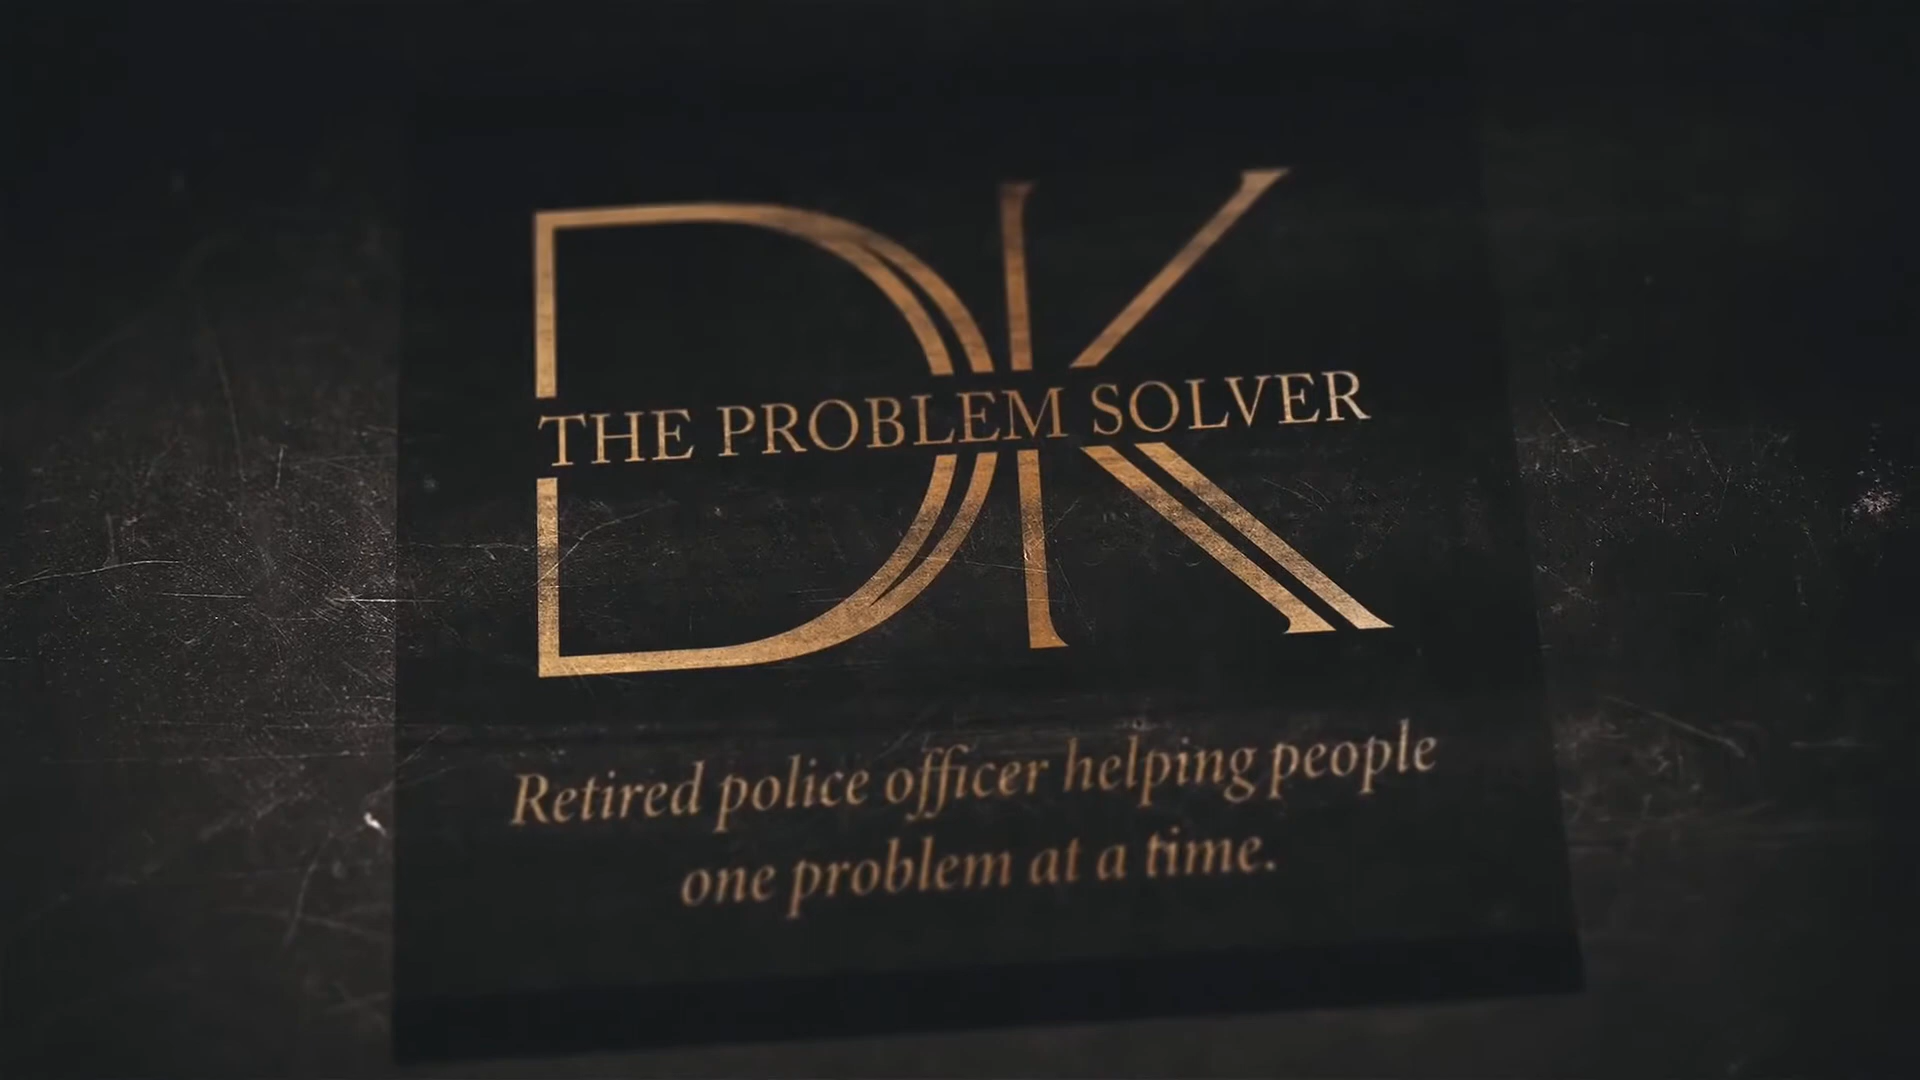 DK
THE PROBLEM SOLVER
Retired police officer helping people
one problem at a time.